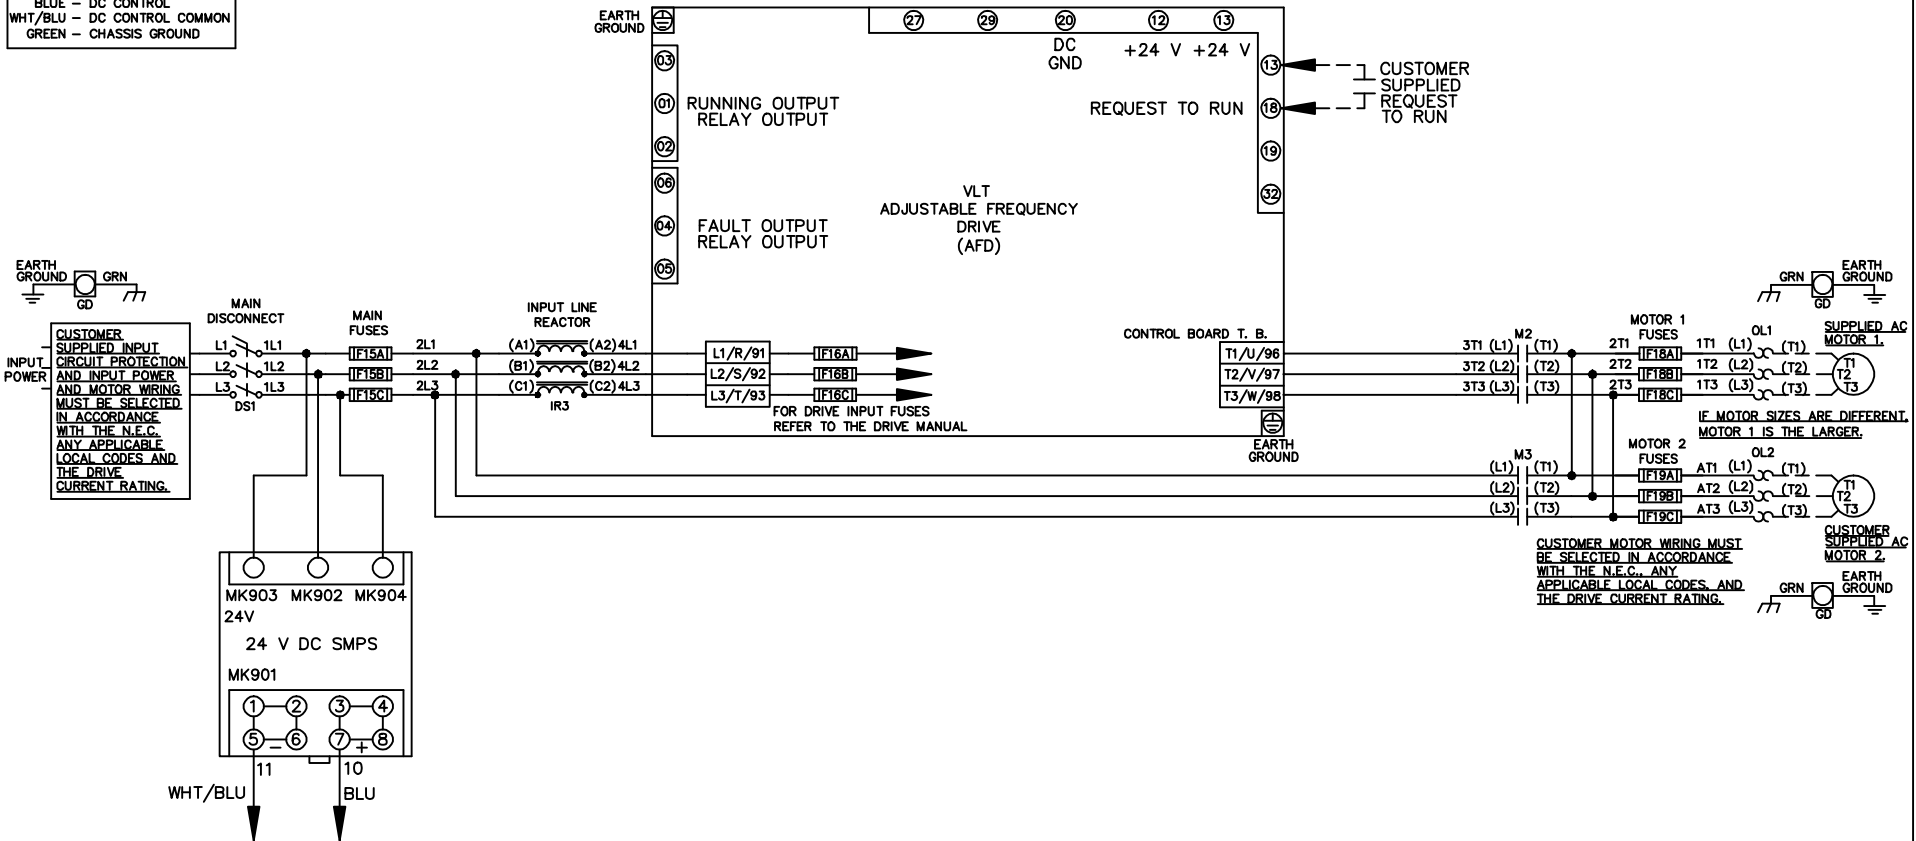 BLUE – DC CONTROL
WHT/BLU – DC CONTROL COMMON
GREEN – CHASSIS GROUND
EARTH
GROUND
27 29 20 12 13
DC
GND
+24 V +24 V
03
01
02
RUNNING OUTPUT
RELAY OUTPUT
06
04
05
FAULT OUTPUT
RELAY OUTPUT
13
18
19
32
REQUEST TO RUN
CUSTOMER
SUPPLIED
REQUEST
TO RUN
VLT
ADJUSTABLE FREQUENCY
DRIVE
(AFD)
EARTH
GROUND
GRN
GD
INPUT
POWER
CUSTOMER
SUPPLIED INPUT
CIRCUIT PROTECTION
AND INPUT POWER
AND MOTOR WIRING
MUST BE SELECTED
IN ACCORDANCE
WITH THE N.E.C.
ANY APPLICABLE
LOCAL CODES AND
THE DRIVE
CURRENT RATING.
MAIN
DISCONNECT
L1 1L1
L2 1L2
L3 1L3
DS1
MAIN
FUSES
F15A
F15B
F15C
2L1
2L2
2L3
INPUT LINE
REACTOR
(A1) (A2) 4L1
(B1) (B2) 4L2
(C1) (C2) 4L3
IR3
L1/R/91
L2/S/92
L3/T/93
F16A
F16B
F16C
FOR DRIVE INPUT FUSES
REFER TO THE DRIVE MANUAL
CONTROL BOARD T. B.
T1/U/96
T2/V/97
T3/W/98
EARTH
GROUND
M2
3T1 (L1) (T1)
3T2 (L2) (T2)
3T3 (L3) (T3)
MOTOR 1
FUSES
2T1 F18A 1T1 (L1) (T1)
2T2 F18B 1T2 (L2) (T2)
2T3 F18C 1T3 (L3) (T3)
OL1
GRN
GD
EARTH
GROUND
SUPPLIED AC
MOTOR 1.
T1
T2
T3
IF MOTOR SIZES ARE DIFFERENT,
MOTOR 1 IS THE LARGER.
M3
(L1) (T1)
(L2) (T2)
(L3) (T3)
MOTOR 2
FUSES
F19A AT1 (L1) (T1)
F19B AT2 (L2) (T2)
F19C AT3 (L3) (T3)
OL2
T1
T2
T3
CUSTOMER
SUPPLIED AC
MOTOR 2.
CUSTOMER MOTOR WIRING MUST
BE SELECTED IN ACCORDANCE
WITH THE N.E.C., ANY
APPLICABLE LOCAL CODES, AND
THE DRIVE CURRENT RATING.
GRN
GD
EARTH
GROUND
MK903 MK902 MK904
24V
24 V DC SMPS
MK901
1 2 3 4
5 – 6 7 + 8
11 10
WHT/BLU BLU